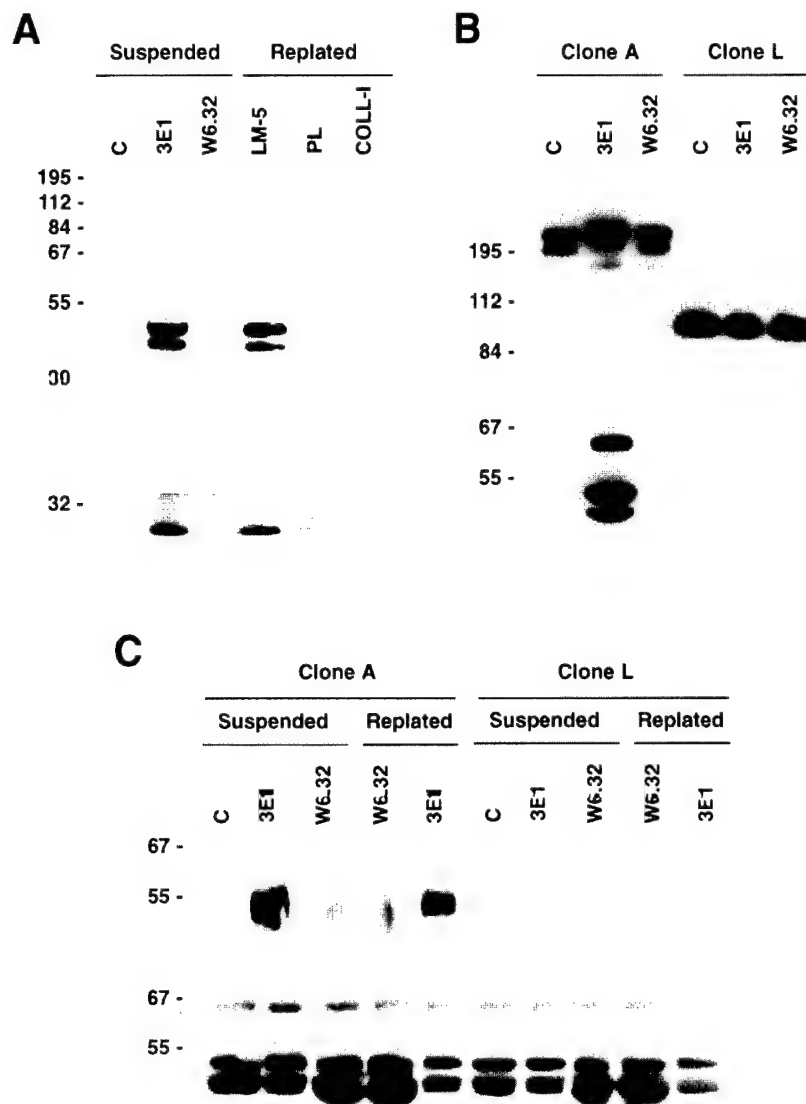 A
Suspended
Replated
C
3E1
W6.32
LM-5
PL
COLL-I
195 -
112 -
84 -
67 -
55 -
30
32 -
B
Clone A
Clone L
C
3E1
W6.32
C
3E1
W6.32
195 -
112 -
84 -
67 -
55 -
C
Clone A
Clone L
Suspended
Replated
Suspended
Replated
C
3E1
W6.32
W6.32
3E1
C
3E1
W6.32
W6.32
3E1
67 -
55 -
67 -
55 -